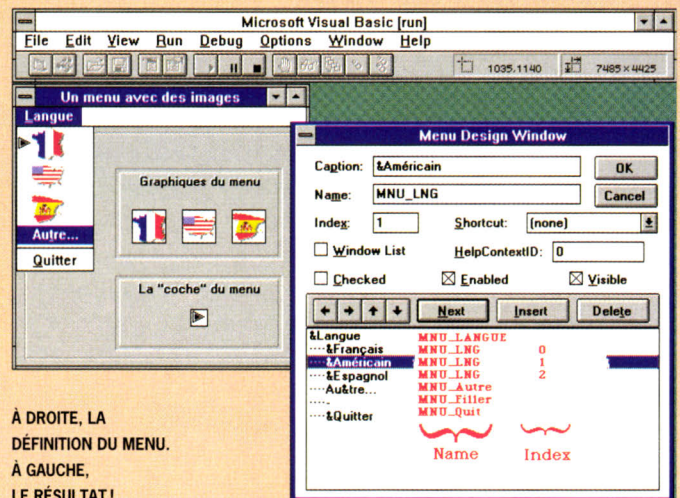 Microsoft Visual Basic [run]
File Edit View Run Debug Options Window Help
1035.1140 7485×4425
Un menu avec des images
Langue
Autre...
Quitter
Graphiques du menu
La "coche" du menu
Menu Design Window
Caption: &Américain OK
Name: MNU_LNG Cancel
Index: 1 Shortcut: (none)
Window List HelpContextID: 0
Checked Enabled Visible
Next Insert Delete
&Langue MNU_LANGUE
····&Français MNU_LNG 0
····&Américain MNU_LNG 1
····&Espagnol MNU_LNG 2
····Au&tre... MNU_Autre
····- MNU_Filler
····&Quitter MNU_Quit
Name Index
À DROITE, LA
DÉFINITION DU MENU.
À GAUCHE,
LE RÉSULTAT !